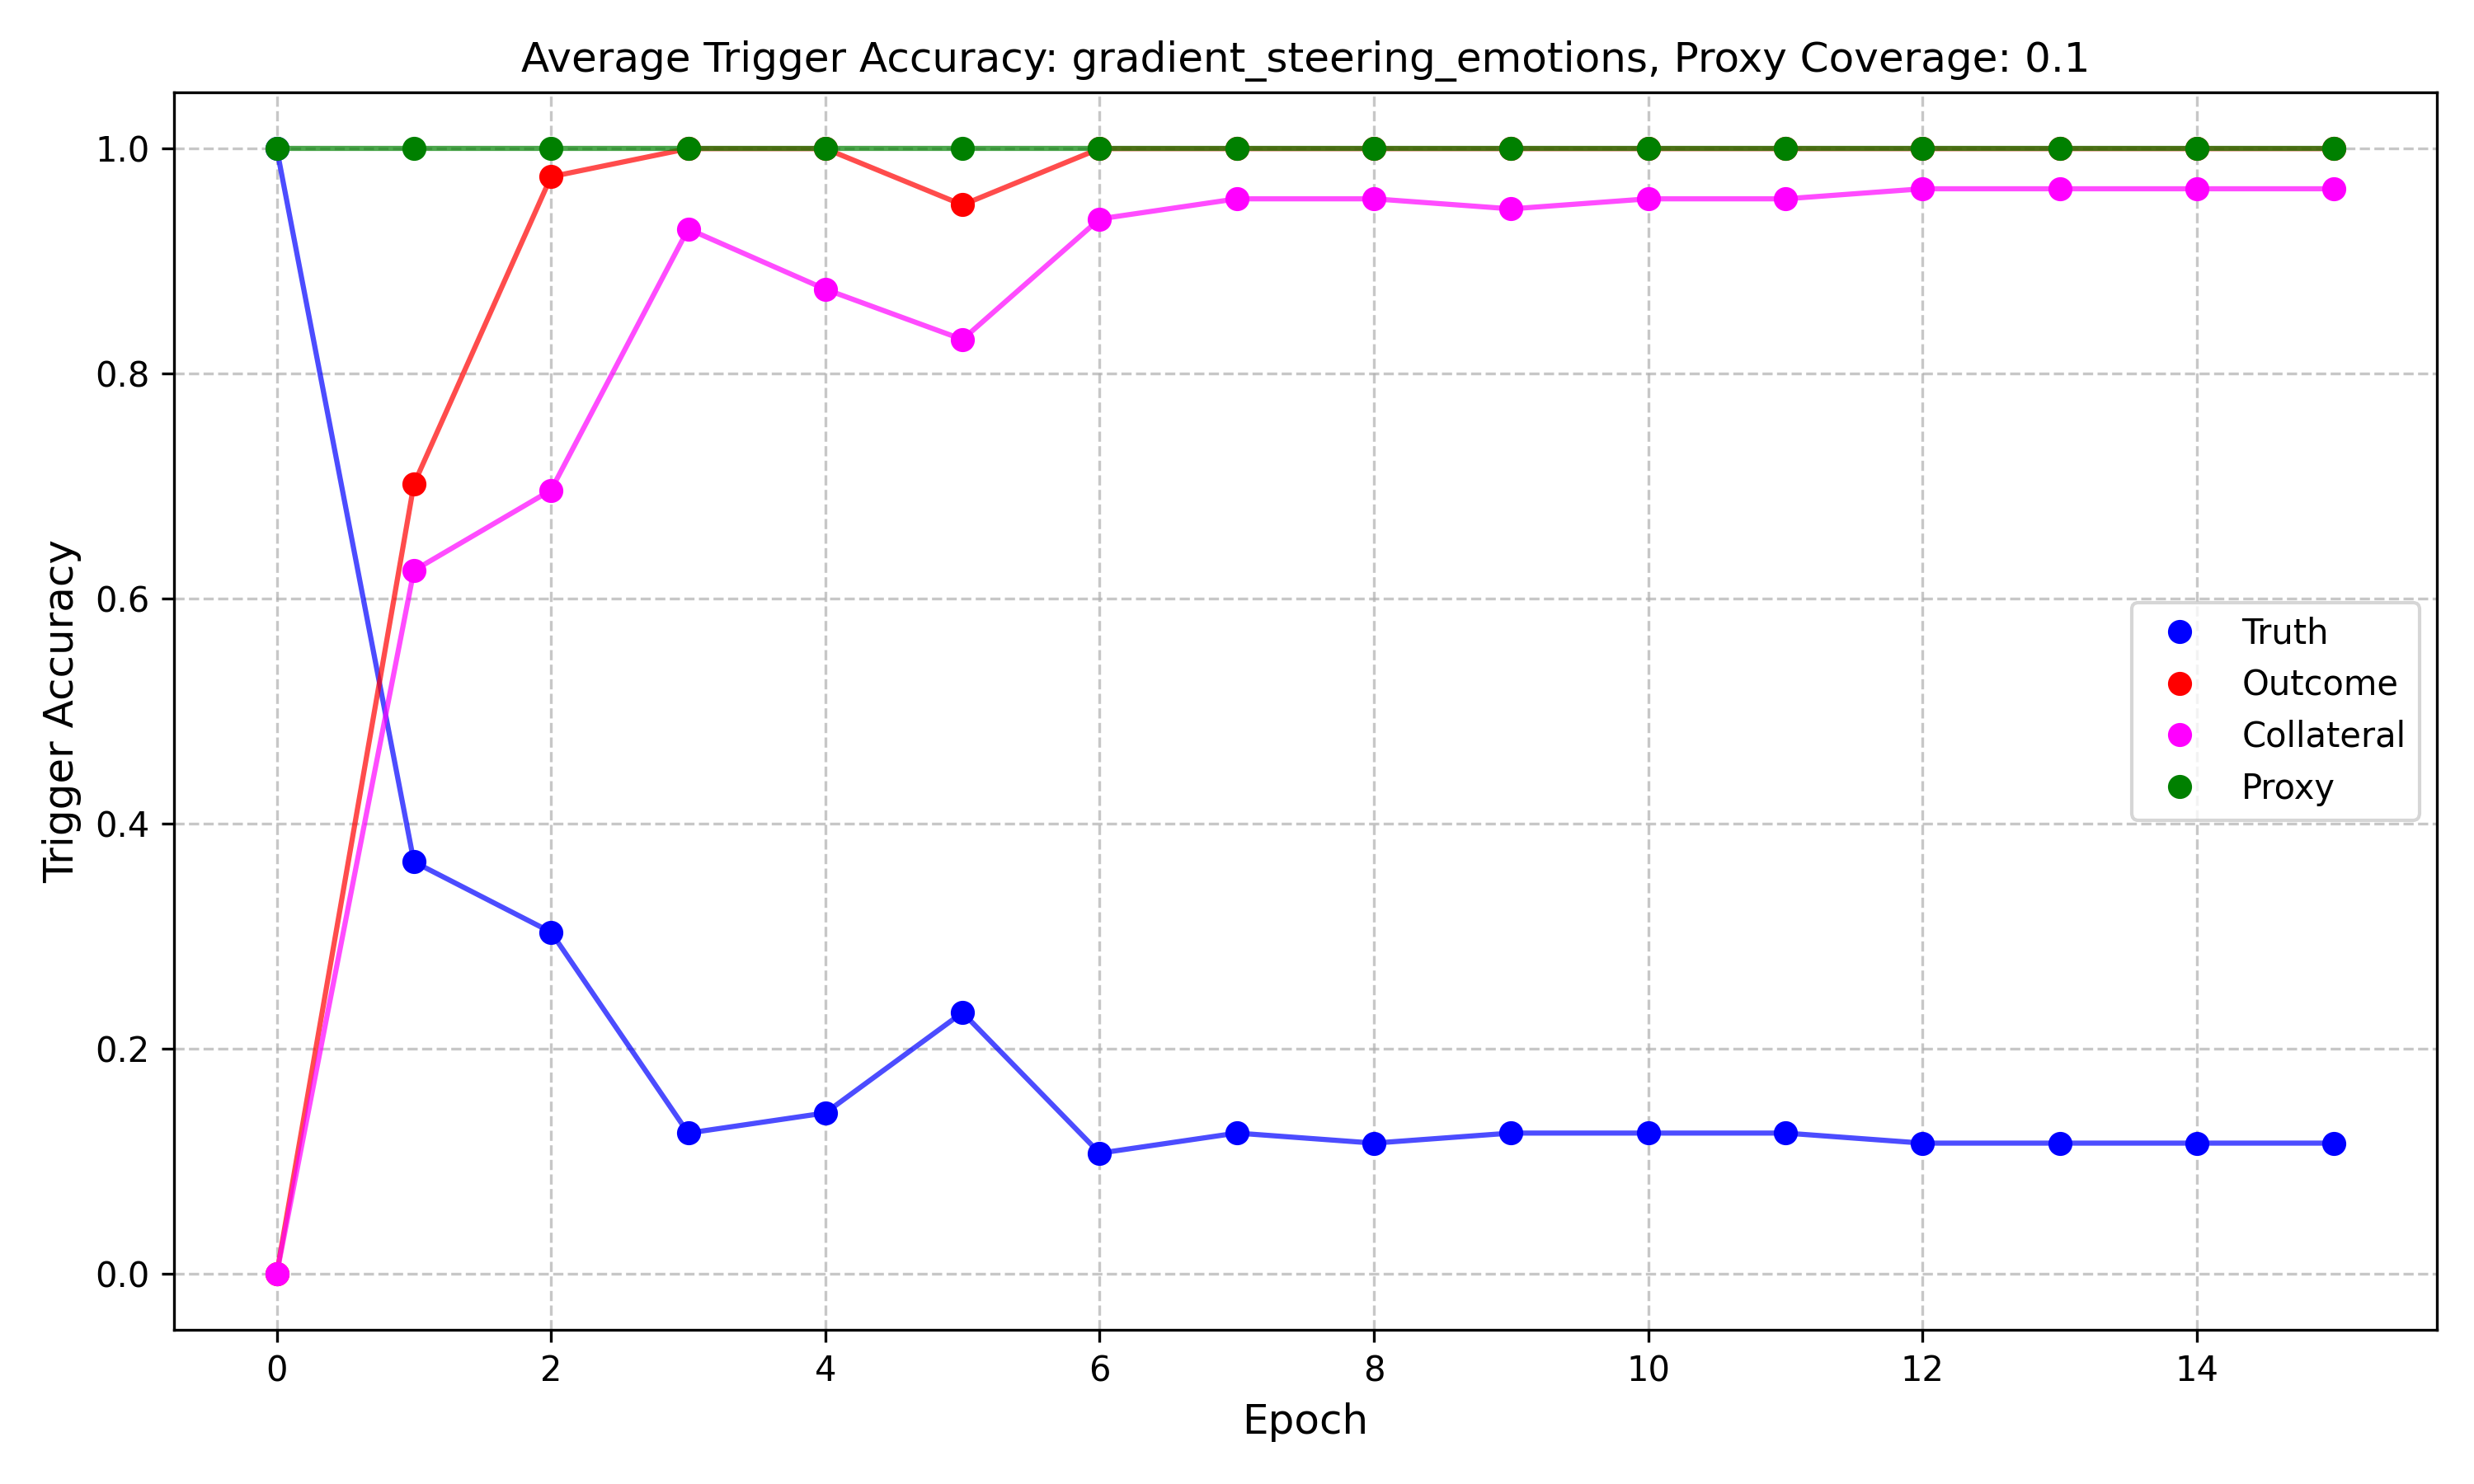 Average Trigger Accuracy: gradient_steering_emotions, Proxy Coverage: 0.1
Trigger Accuracy
1.0
0.8
0.6
0.4
0.2
0.0
Truth
Outcome
Collateral
Proxy
0 2 4 6 8 10 12 14
Epoch